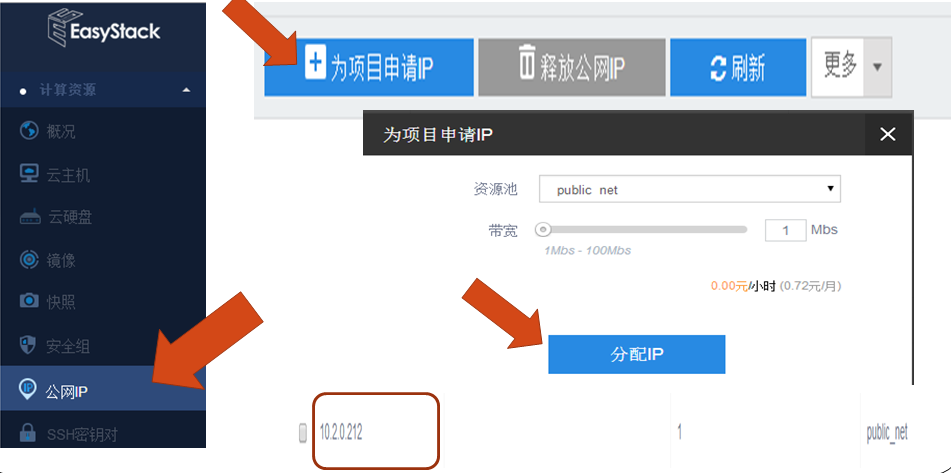 EasyStack
计算资源
概况
云主机
云硬盘
镜像
快照
安全组
IP
公网IP
SSH密钥对
为项目申请IP
释放公网IP
刷新
更多
为项目申请IP
资源池
public net
带宽
1
Mbs
1Mbs - 100Mbs
0.00元/小时 (0.72元/月)
分配IP
10.2.0.212
1
public_net